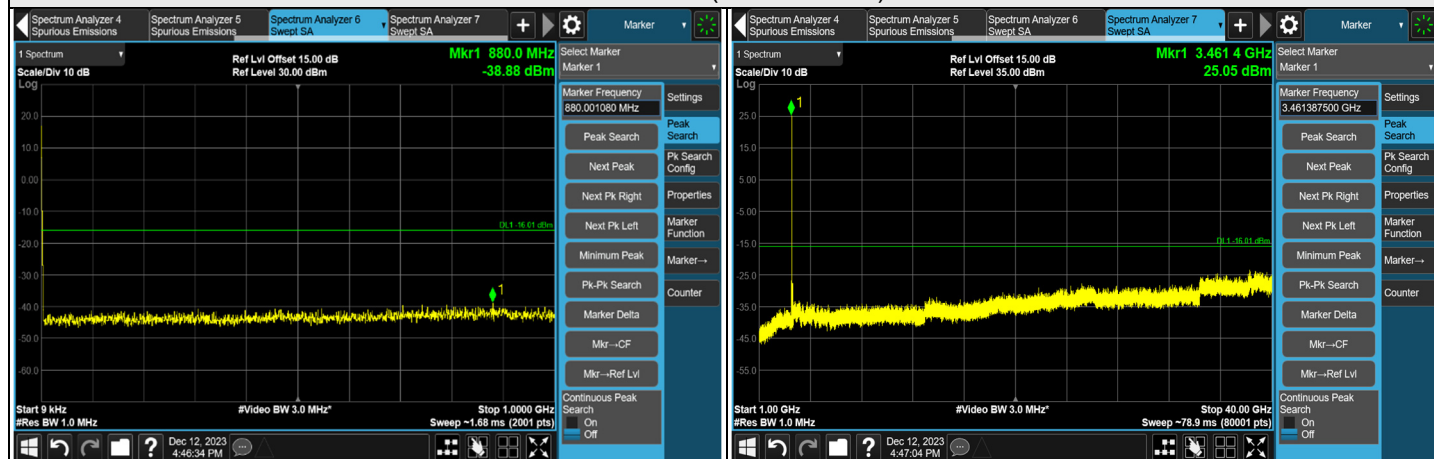 Spectrum Analyzer 4
Spurious Emissions
Spectrum Analyzer 5
Spurious Emissions
Spectrum Analyzer 6
Swept SA
Spectrum Analyzer 7
Swept SA
Marker
1 Spectrum
Scale/Div 10 dB
Log
Ref Lvl Offset 15.00 dB
Ref Level 30.00 dBm
Mkr1 880.0 MHz
-38.88 dBm
20.0
10.0
0.00
-10.0
-20.0
-30.0
-40.0
-50.0
-60.0
DL1 -16.01 dBm
1
Start 9 kHz
#Res BW 1.0 MHz
#Video BW 3.0 MHz*
Stop 1.0000 GHz
Sweep ~1.68 ms (2001 pts)
Select Marker
Marker 1
Marker Frequency
880.001080 MHz
Peak Search
Next Peak
Next Pk Right
Next Pk Left
Minimum Peak
Pk-Pk Search
Marker Delta
Mkr→CF
Mkr→Ref Lvl
Continuous Peak
Search
On
Off
Settings
Peak
Search
Pk Search
Config
Properties
Marker
Function
Marker→
Counter
Dec 12, 2023
4:46:34 PM
Spectrum Analyzer 4
Spurious Emissions
Spectrum Analyzer 5
Spurious Emissions
Spectrum Analyzer 6
Swept SA
Spectrum Analyzer 7
Swept SA
Marker
1 Spectrum
Scale/Div 10 dB
Log
Ref Lvl Offset 15.00 dB
Ref Level 35.00 dBm
Mkr1 3.461 4 GHz
25.05 dBm
25.0
15.0
5.00
-5.00
-15.0
-25.0
-35.0
-45.0
-55.0
DL1 -16.01 dBm
1
Start 1.00 GHz
#Res BW 1.0 MHz
#Video BW 3.0 MHz*
Stop 40.00 GHz
Sweep ~78.9 ms (80001 pts)
Select Marker
Marker 1
Marker Frequency
3.461387500 GHz
Peak Search
Next Peak
Next Pk Right
Next Pk Left
Minimum Peak
Pk-Pk Search
Marker Delta
Mkr→CF
Mkr→Ref Lvl
Continuous Peak
Search
On
Off
Settings
Peak
Search
Pk Search
Config
Properties
Marker
Function
Marker→
Counter
Dec 12, 2023
4:47:04 PM